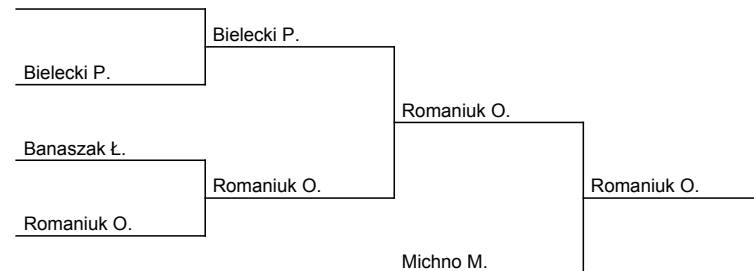 Bielecki P.
Bielecki P.
Romaniuk O.
Banaszak Ł.
Romaniuk O.
Romaniuk O.
Romaniuk O.
Michno M.